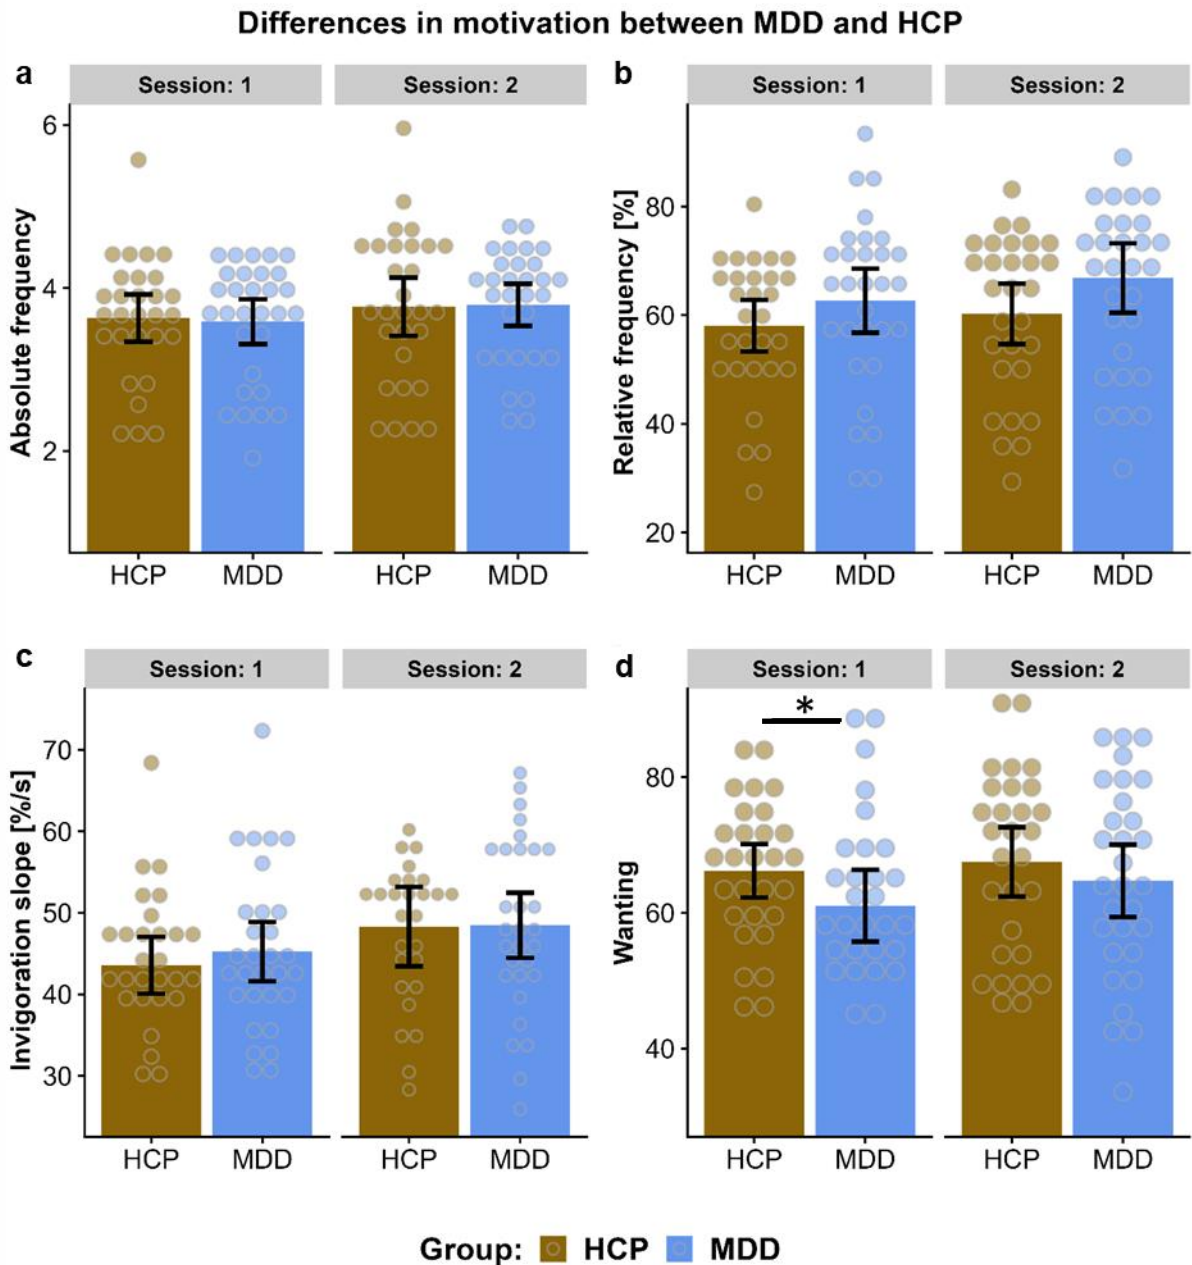 Differences in motivation between MDD and HCP
a
Session: 1
Session: 2
Absolute frequency
6
4
2
HCP
MDD
HCP
MDD
b
Session: 1
Session: 2
Relative frequency [%]
80
60
40
20
HCP
MDD
HCP
MDD
c
Session: 1
Session: 2
Invigoration slope [%/s]
70
60
50
40
30
HCP
MDD
HCP
MDD
d
Session: 1
Session: 2
*
Wanting
80
60
40
HCP
MDD
HCP
MDD
Group: HCP MDD